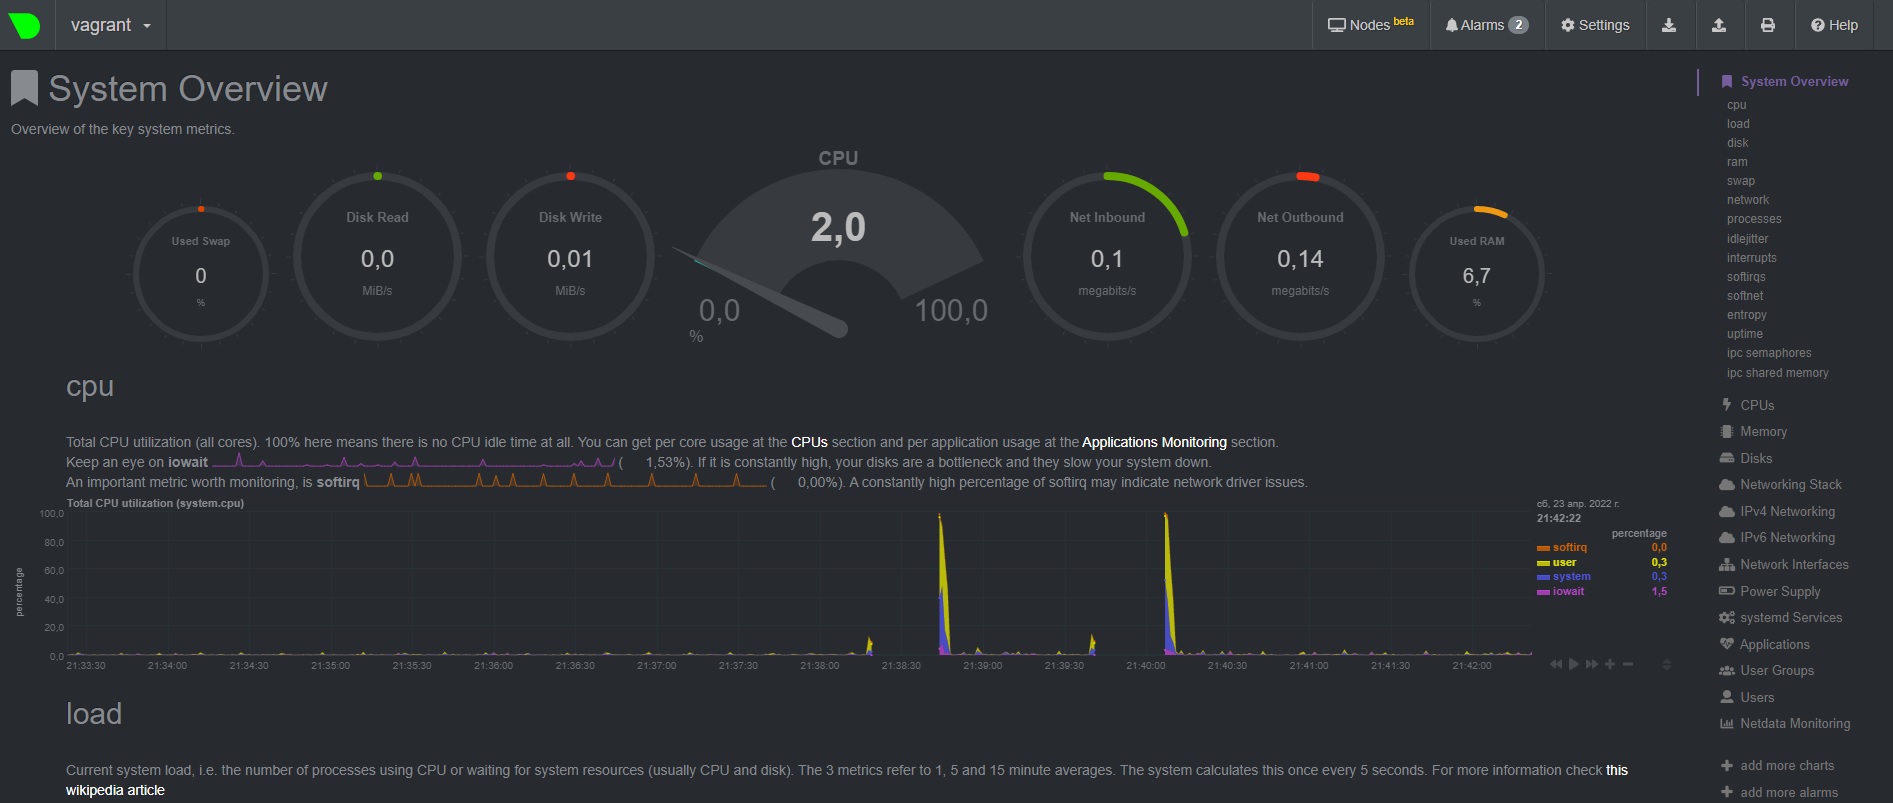 vagrant
Nodes beta
Alarms 2
Settings
Help
System Overview
Overview of the key system metrics.
Used Swap
0
%
Disk Read
0,0
MiB/s
Disk Write
0,01
MiB/s
CPU
2,0
0,0
100,0
%
Net Inbound
0,1
megabits/s
Net Outbound
0,14
megabits/s
Used RAM
6,7
%
cpu
Total CPU utilization (all cores). 100% here means there is no CPU idle time at all. You can get per core usage at the CPUs section and per application usage at the Applications Monitoring section.
Keep an eye on iowait ( 1,53%). If it is constantly high, your disks are a bottleneck and they slow your system down.
An important metric worth monitoring, is softirq ( 0,00%). A constantly high percentage of softirq may indicate network driver issues.
Total CPU utilization (system.cpu)
percentage
100,0
80,0
60,0
40,0
20,0
0,0
21:33:30 21:34:00 21:34:30 21:35:00 21:35:30 21:36:00 21:36:30 21:37:00 21:37:30 21:38:00 21:38:30 21:39:00 21:39:30 21:40:00 21:40:30 21:41:00 21:41:30 21:42:00
сб, 23 апр. 2022 г.
21:42:22
percentage
softirq 0,0
user 0,3
system 0,3
iowait 1,5
load
Current system load, i.e. the number of processes using CPU or waiting for system resources (usually CPU and disk). The 3 metrics refer to 1, 5 and 15 minute averages. The system calculates this once every 5 seconds. For more information check this
wikipedia article
System Overview
cpu
load
disk
ram
swap
network
processes
idlejitter
interrupts
softirqs
softnet
entropy
uptime
ipc semaphores
ipc shared memory
CPUs
Memory
Disks
Networking Stack
IPv4 Networking
IPv6 Networking
Network Interfaces
Power Supply
systemd Services
Applications
User Groups
Users
Netdata Monitoring
add more charts
add more alarms